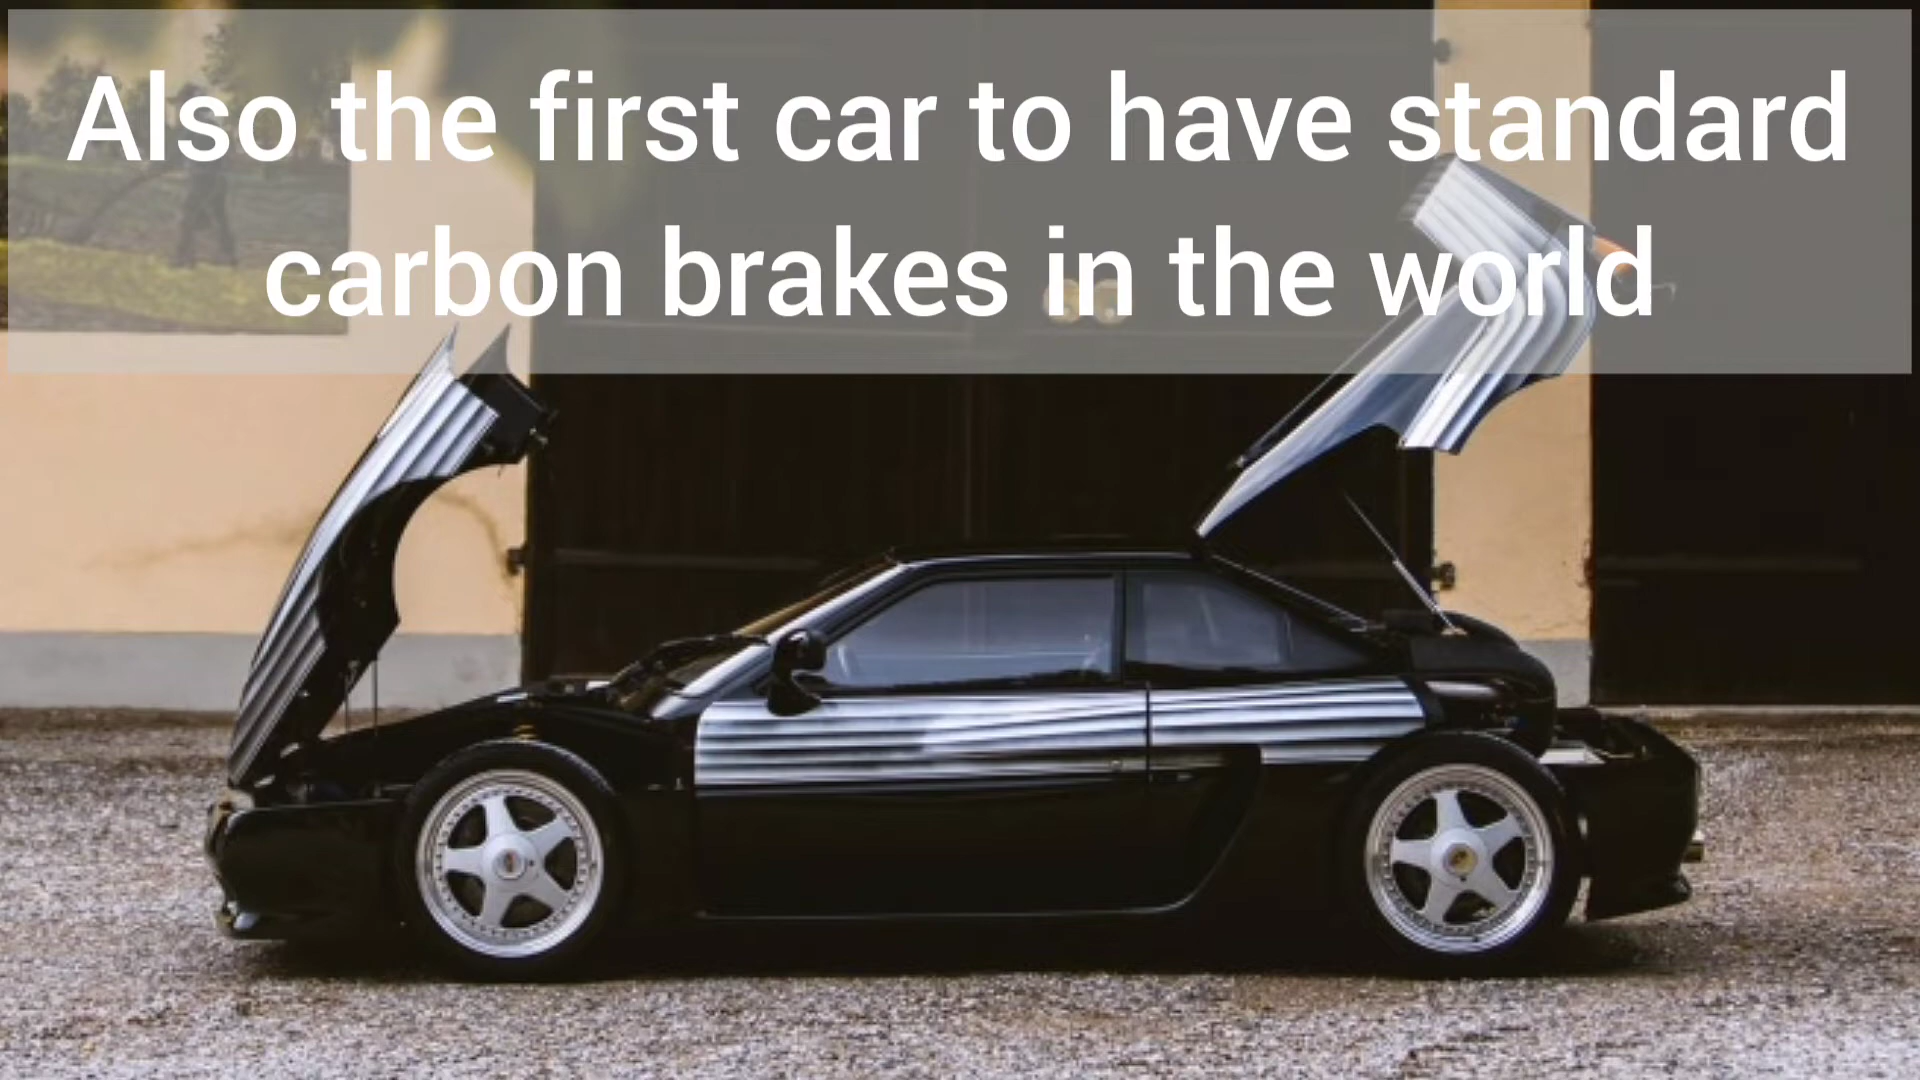 Also the first car to have standard
carbon brakes in the world